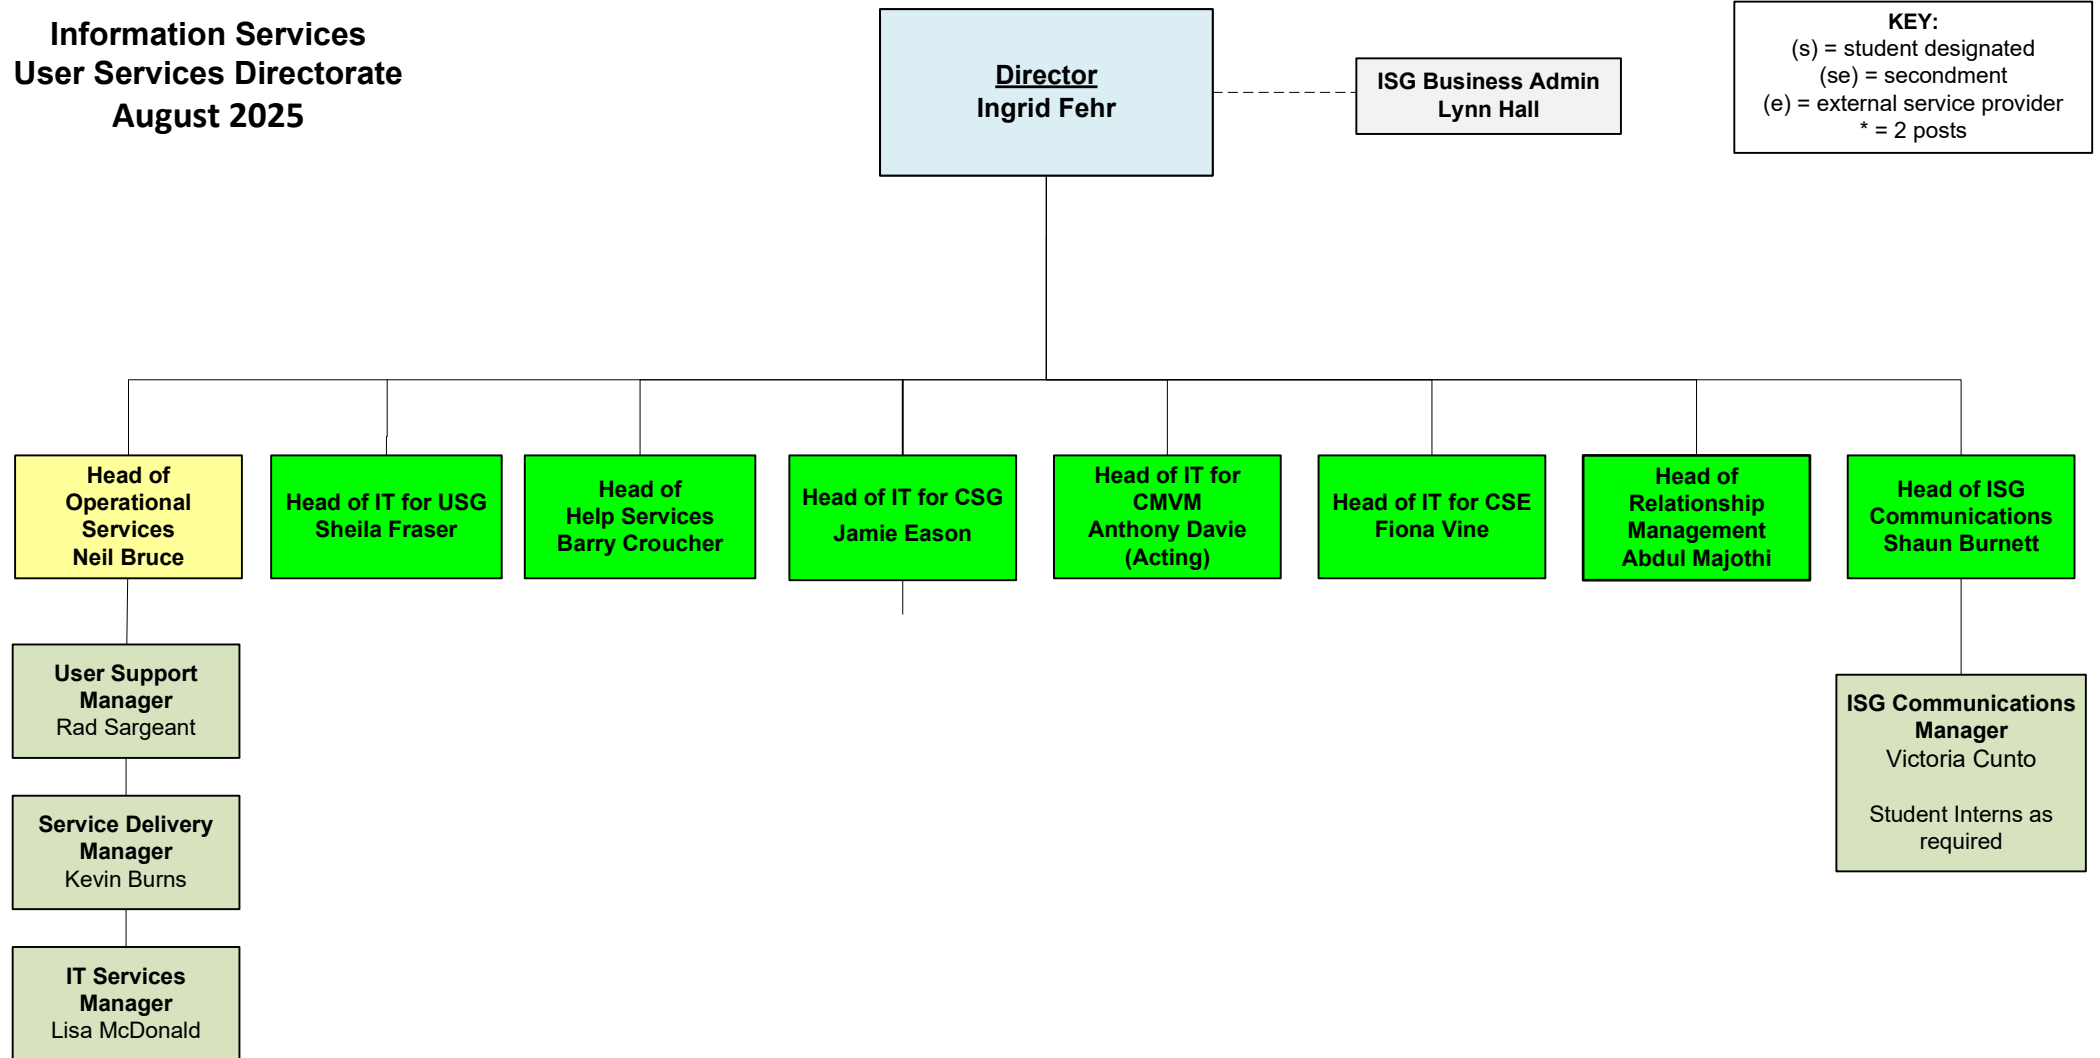 Information Services
User Services Directorate
August 2025
Director
Ingrid Fehr
ISG Business Admin
Lynn Hall
KEY:
(s) = student designated
(se) = secondment
(e) = external service provider
* = 2 posts
Head of
Operational
Services
Neil Bruce
Head of IT for USG
Sheila Fraser
Head of
Help Services
Barry Croucher
Head of IT for CSG
Jamie Eason
Head of IT for
CMVM
Anthony Davie
(Acting)
Head of IT for CSE
Fiona Vine
Head of
Relationship
Management
Abdul Majothi
Head of ISG
Communications
Shaun Burnett
User Support
Manager
Rad Sargeant
Service Delivery
Manager
Kevin Burns
IT Services
Manager
Lisa McDonald
ISG Communications
Manager
Victoria Cunto
Student Interns as
required